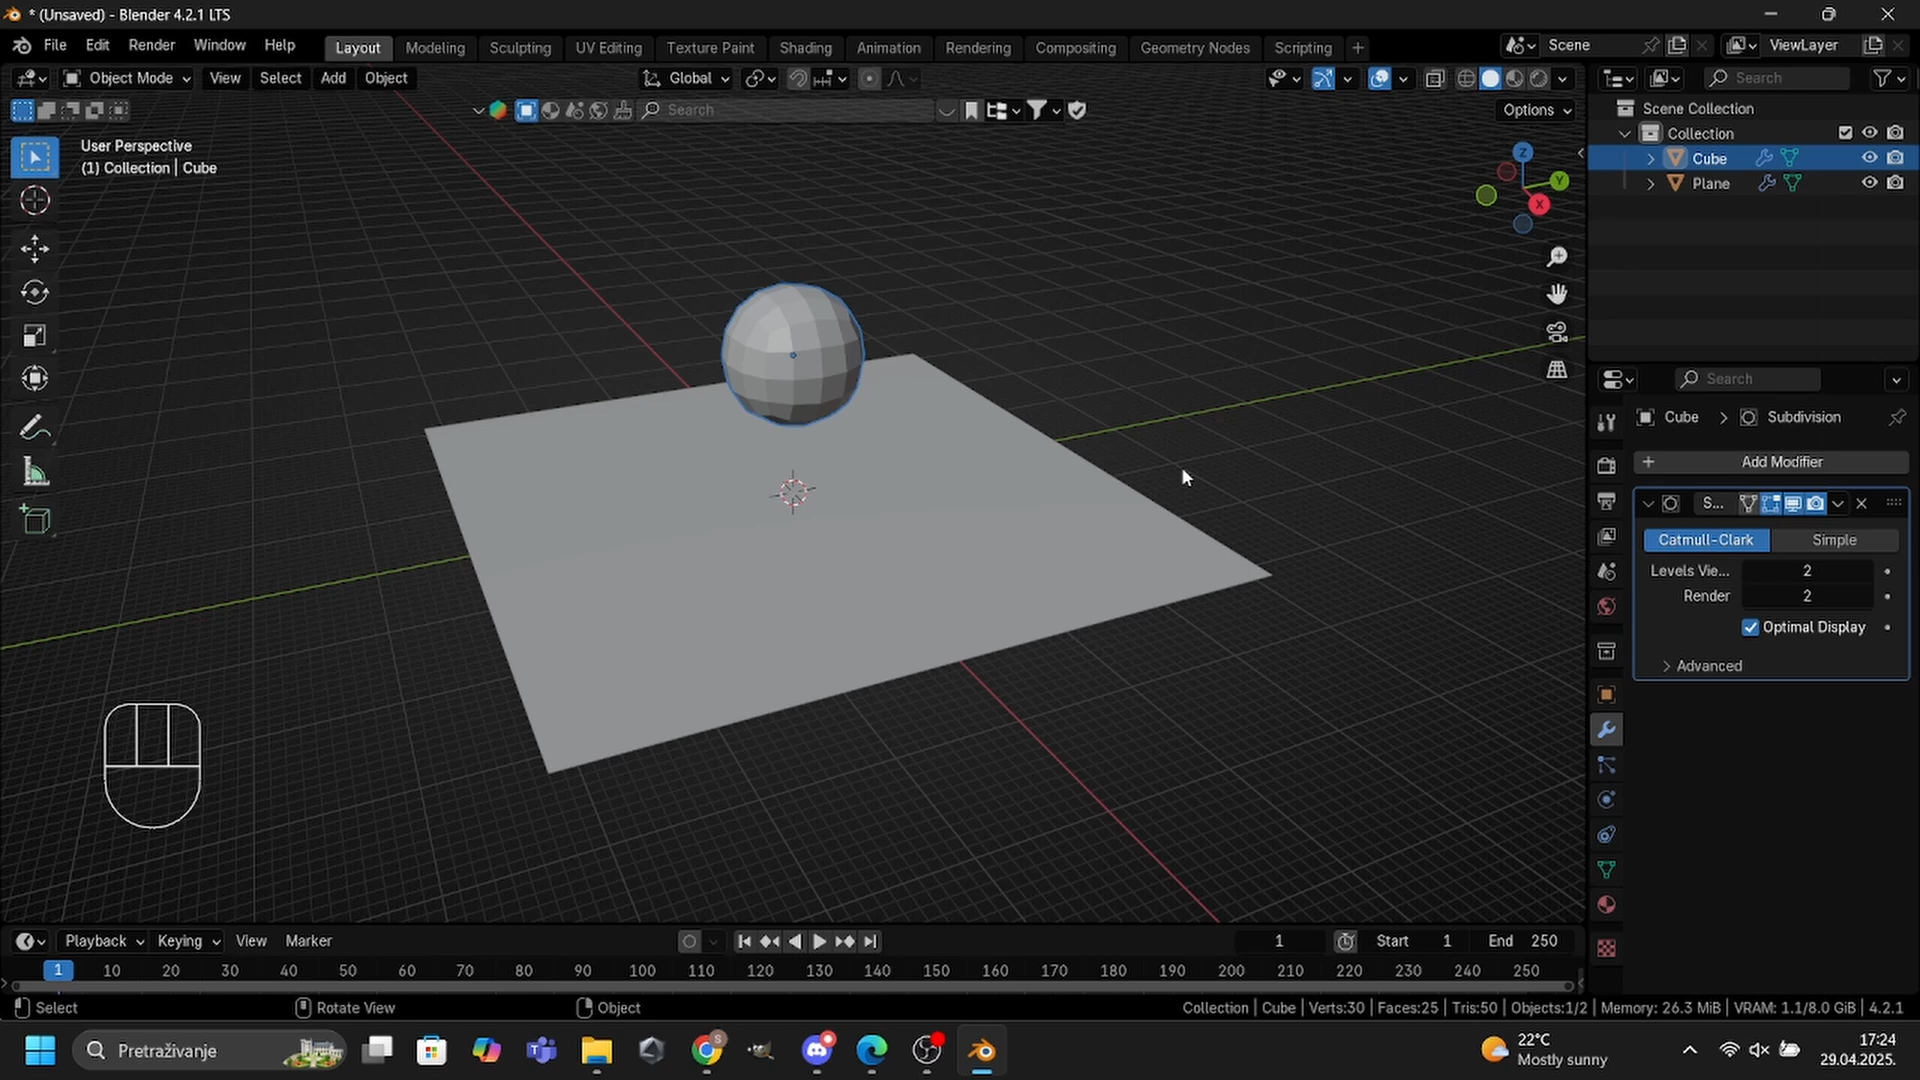 * (Unsaved) - Blender 4.2.1 LTS
File Edit Render Window Help Layout Modeling Sculpting UV Editing Texture Paint Shading Animation Rendering Compositing Geometry Nodes Scripting + Scene ViewLayer
Object Mode View Select Add Object Global Search
Search Options
User Perspective
(1) Collection | Cube
Z
Y
X
Scene Collection
Collection
Cube
Plane
Search
Cube > Subdivision
+ Add Modifier
S...
Catmull-Clark Simple
Levels Vie... 2
Render 2
Optimal Display
> Advanced
Playback Keying View Marker 1 Start 1 End 250
1 10 20 30 40 50 60 70 80 90 100 110 120 130 140 150 160 170 180 190 200 210 220 230 240 250
Select Rotate View Object Collection | Cube | Verts:30 | Faces:25 | Tris:50 | Objects:1/2 | Memory: 26.3 MiB | VRAM: 1.1/8.0 GiB | 4.2.1
Pretraživanje
S
22°C
Mostly sunny
17:24
29.04.2025.